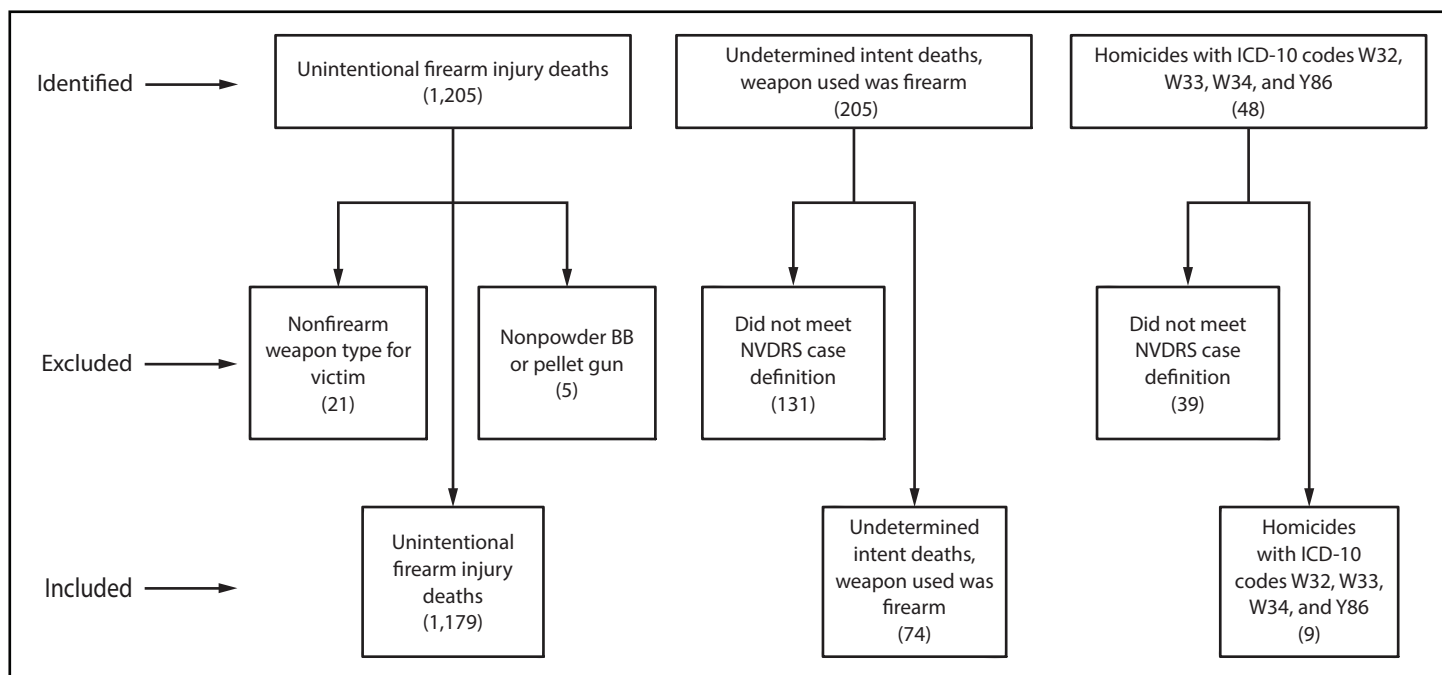 Identified
Unintentional firearm injury deaths
(1,205)
Undetermined intent deaths,
weapon used was firearm
(205)
Homicides with ICD-10 codes W32,
W33, W34, and Y86
(48)
Excluded
Nonfirearm
weapon type for
victim
(21)
Nonpowder BB
or pellet gun
(5)
Did not meet
NVDRS case
definition
(131)
Did not meet
NVDRS case
definition
(39)
Included
Unintentional
firearm injury
deaths
(1,179)
Undetermined
intent deaths,
weapon used was
firearm
(74)
Homicides
with ICD-10
codes W32, W33,
W34, and Y86
(9)